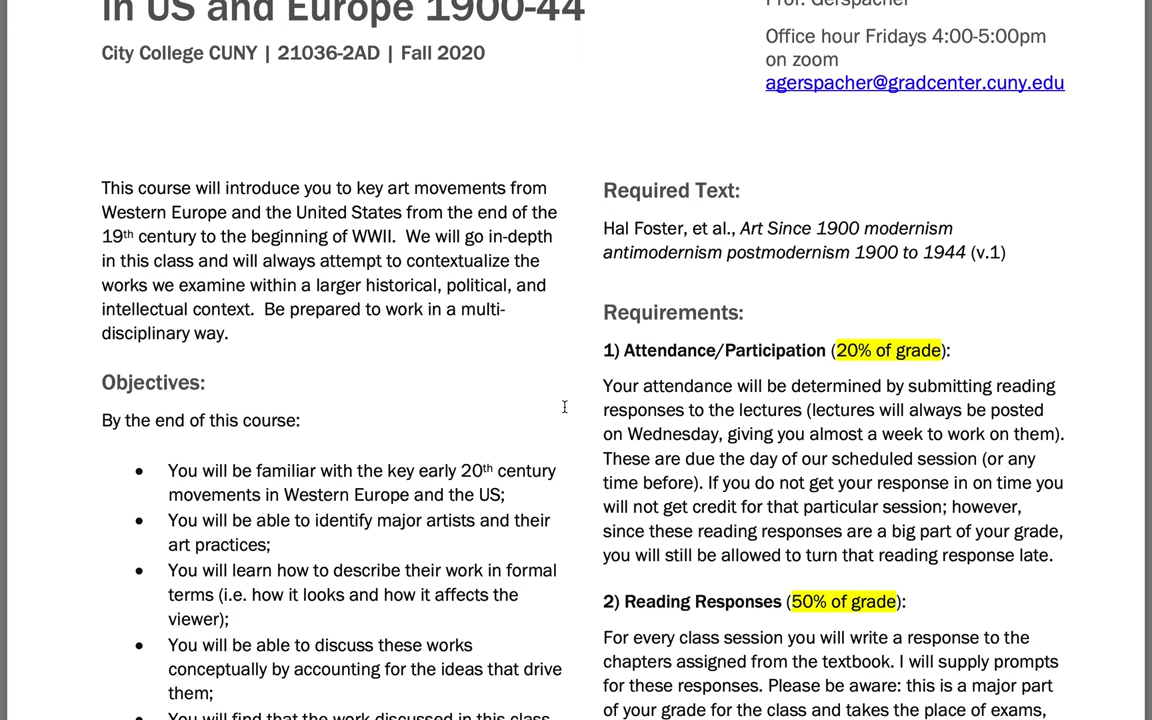 in US and Europe 1900-44
City College CUNY | 21036-2AD | Fall 2020
Prof. Gerspacher
Office hour Fridays 4:00-5:00pm
on zoom
agerspacher@gradcenter.cuny.edu
This course will introduce you to key art movements from
Western Europe and the United States from the end of the
19th century to the beginning of WWII.  We will go in-depth
in this class and will always attempt to contextualize the
works we examine within a larger historical, political, and
intellectual context.  Be prepared to work in a multi-
disciplinary way.
Objectives:
By the end of this course:
• You will be familiar with the key early 20th century
movements in Western Europe and the US;
• You will be able to identify major artists and their
art practices;
• You will learn how to describe their work in formal
terms (i.e. how it looks and how it affects the
viewer);
• You will be able to discuss these works
conceptually by accounting for the ideas that drive
them;
• You will find that the work discussed in this class
Required Text:
Hal Foster, et al., Art Since 1900 modernism
antimodernism postmodernism 1900 to 1944 (v.1)
Requirements:
1) Attendance/Participation (20% of grade):
Your attendance will be determined by submitting reading
responses to the lectures (lectures will always be posted
on Wednesday, giving you almost a week to work on them).
These are due the day of our scheduled session (or any
time before). If you do not get your response in on time you
will not get credit for that particular session; however,
since these reading responses are a big part of your grade,
you will still be allowed to turn that reading response late.
2) Reading Responses (50% of grade):
For every class session you will write a response to the
chapters assigned from the textbook. I will supply prompts
for these responses. Please be aware: this is a major part
of your grade for the class and takes the place of exams,